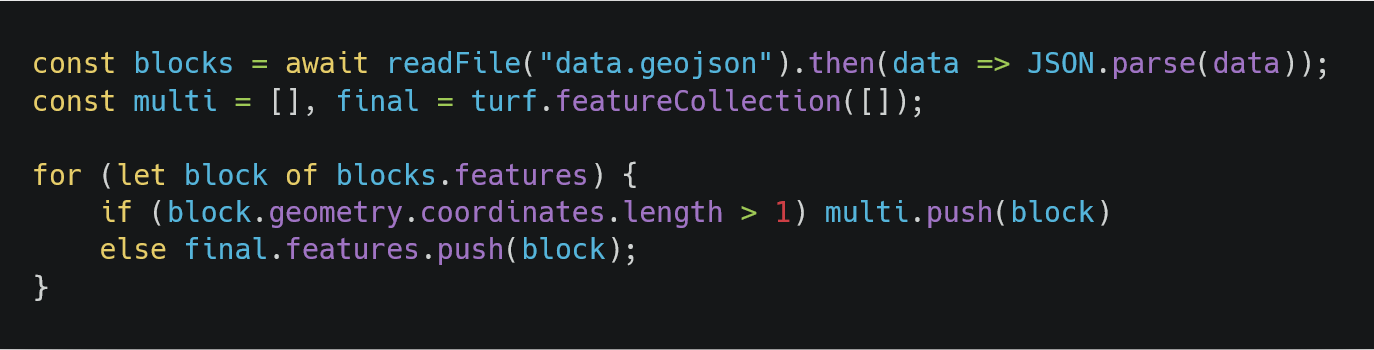 const blocks = await readFile("data.geojson").then(data => JSON.parse(data));
const multi = [], final = turf.featureCollection([]);

for (let block of blocks.features) {
    if (block.geometry.coordinates.length > 1) multi.push(block)
    else final.features.push(block);
}